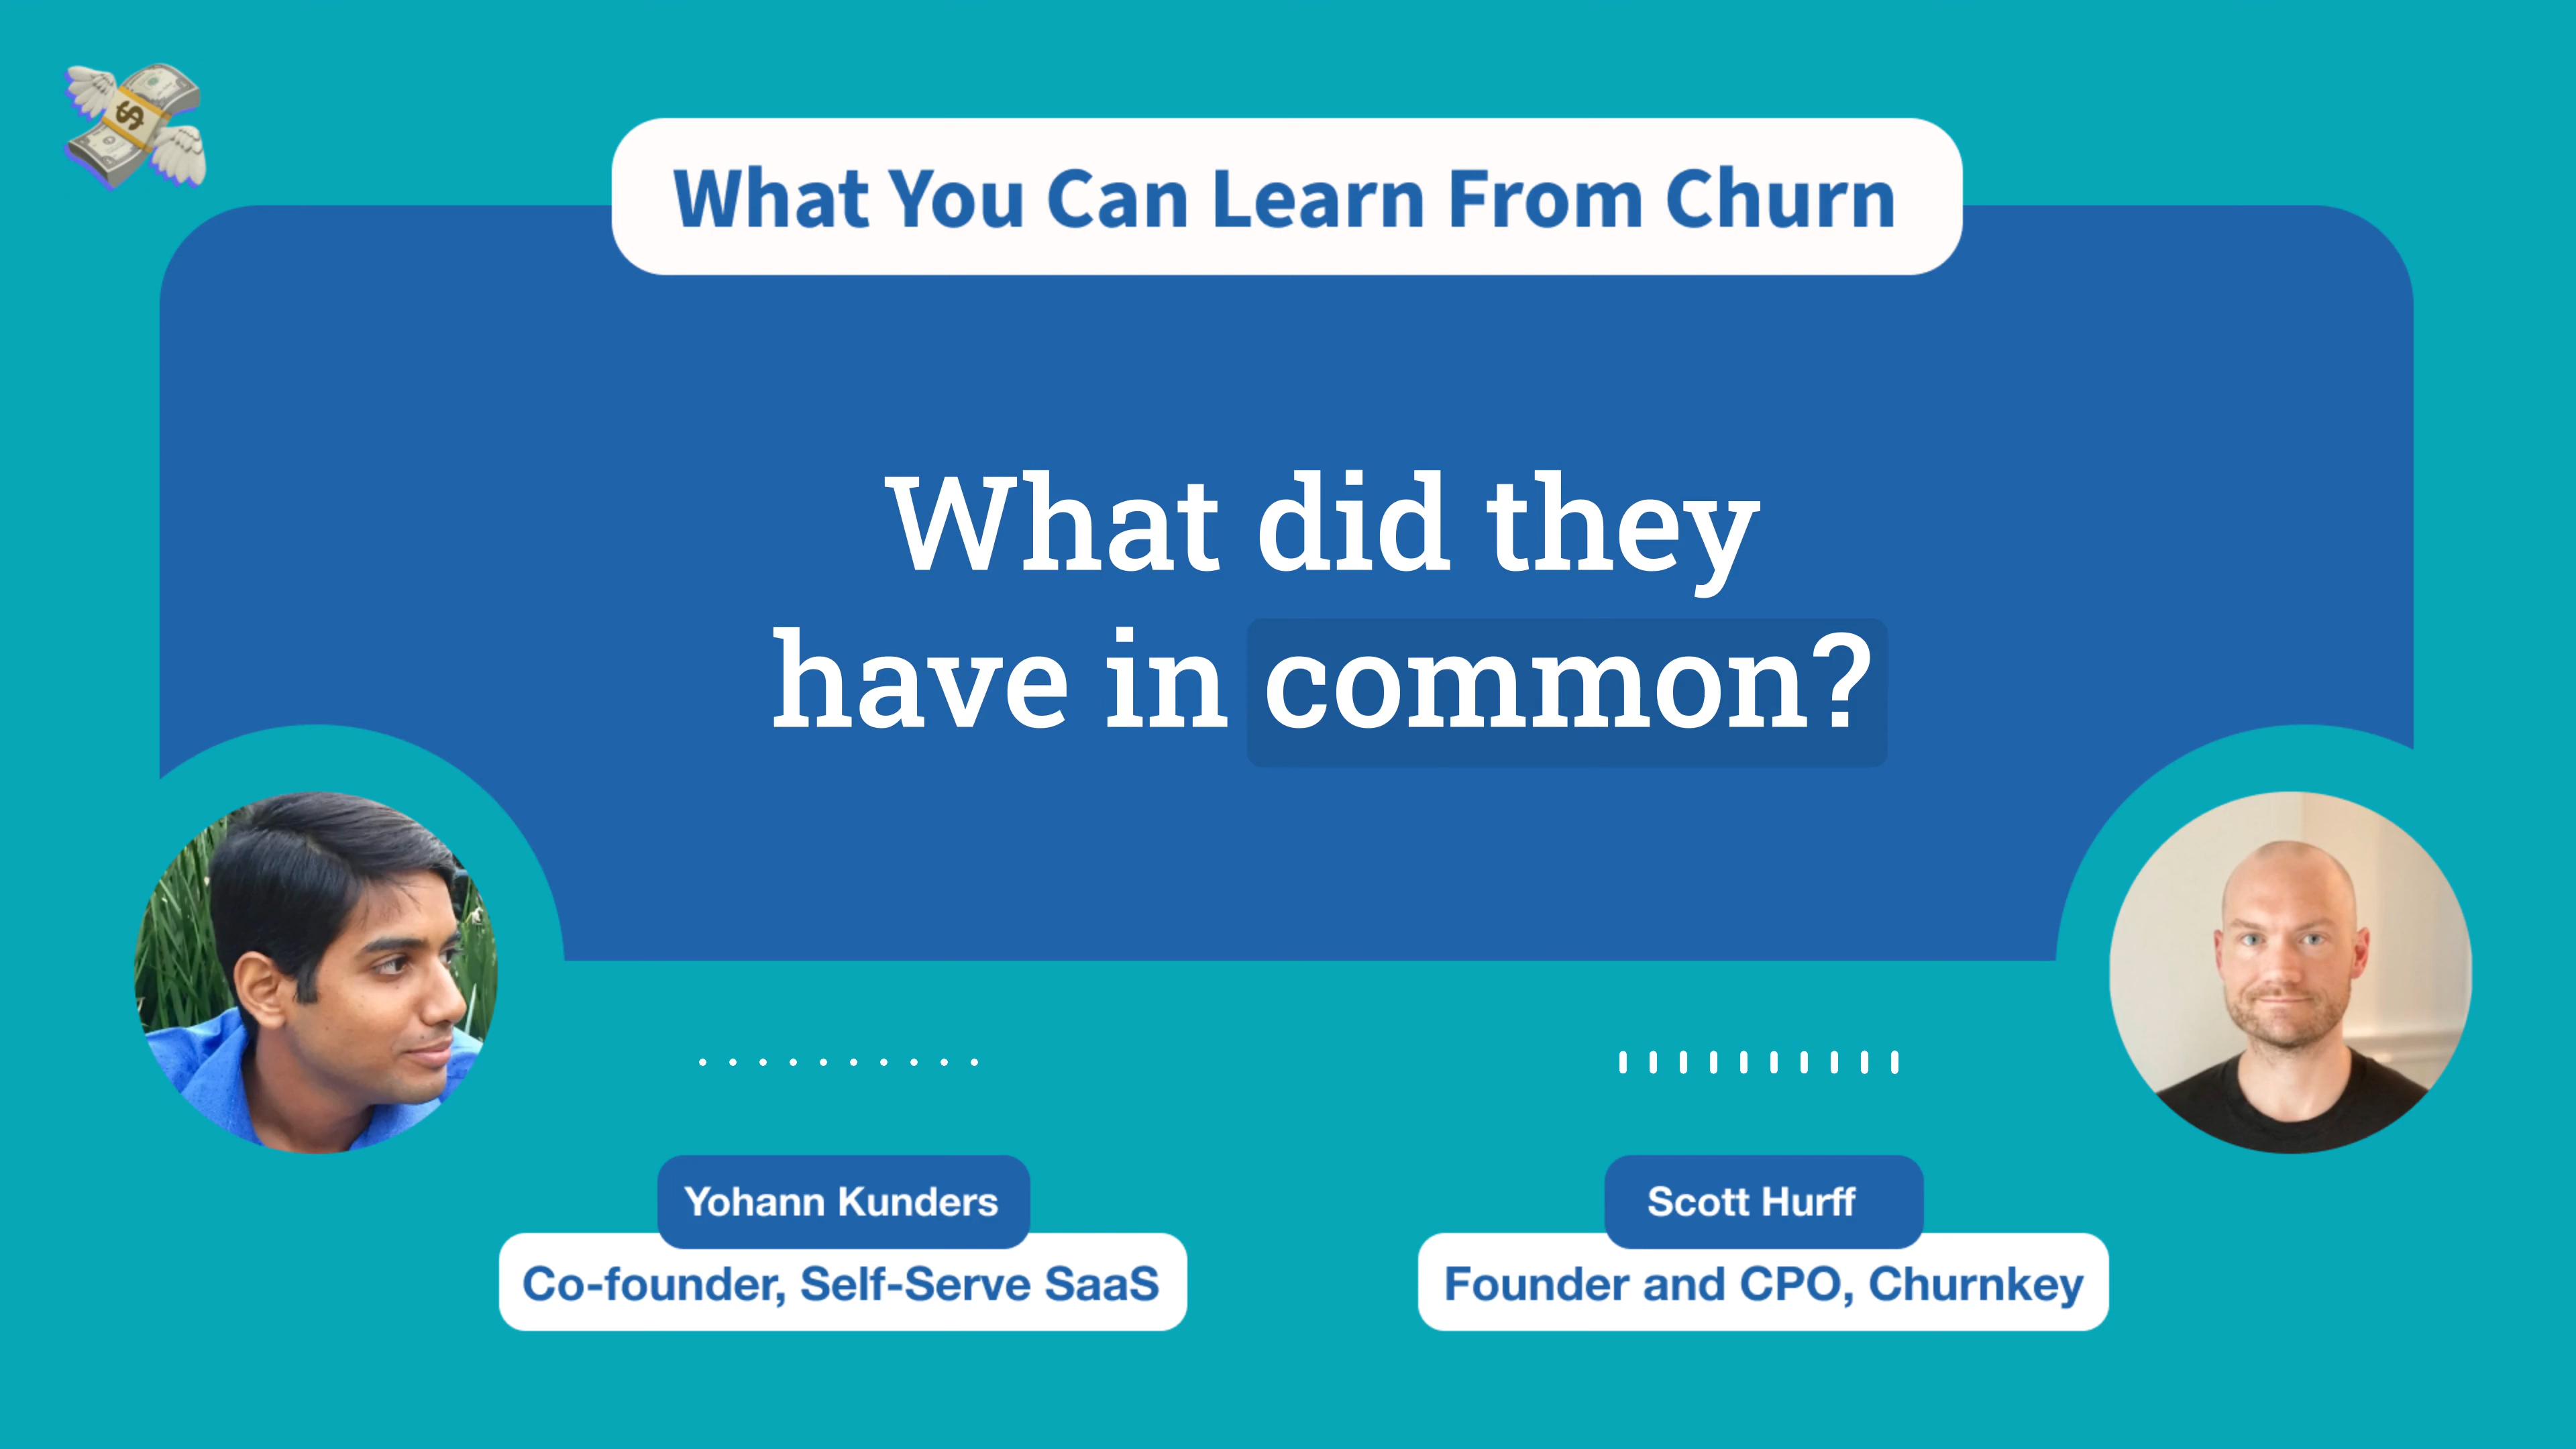 What You Can Learn From Churn
What did they
have in common?
Yohann Kunders
Co-founder, Self-Serve SaaS
Scott Hurff
Founder and CPO, Churnkey